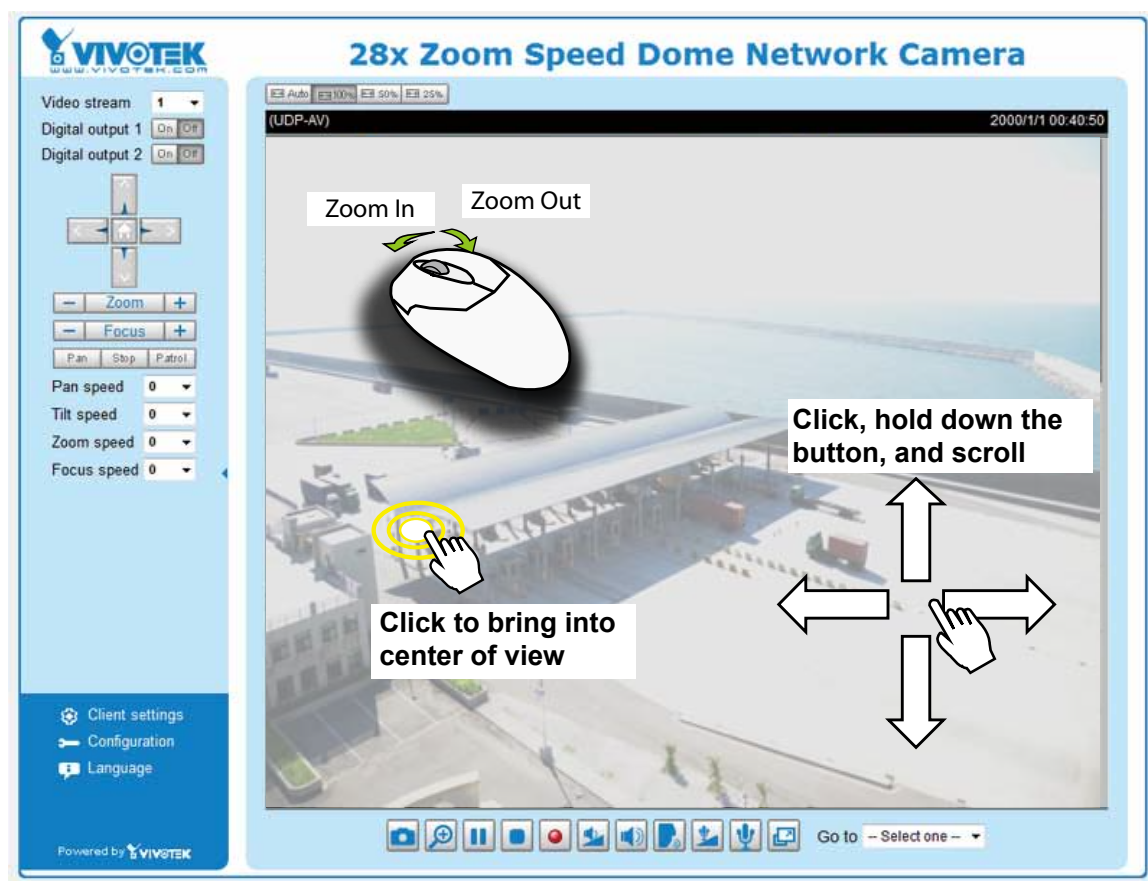 VIVOTEK
www.vivotek.com
28x Zoom Speed Dome Network Camera
Video stream 1
Digital output 1 On Off
Digital output 2 On Off
Zoom
Focus
Pan Stop Patrol
Pan speed 0
Tilt speed 0
Zoom speed 0
Focus speed 0
Client settings
Configuration
Language
Powered by VIVOTEK
Auto 100% 50% 25%
(UDP-AV) 2000/1/1 00:40:50
Zoom In Zoom Out
Click, hold down the
button, and scroll
Click to bring into
center of view
Go to -- Select one --